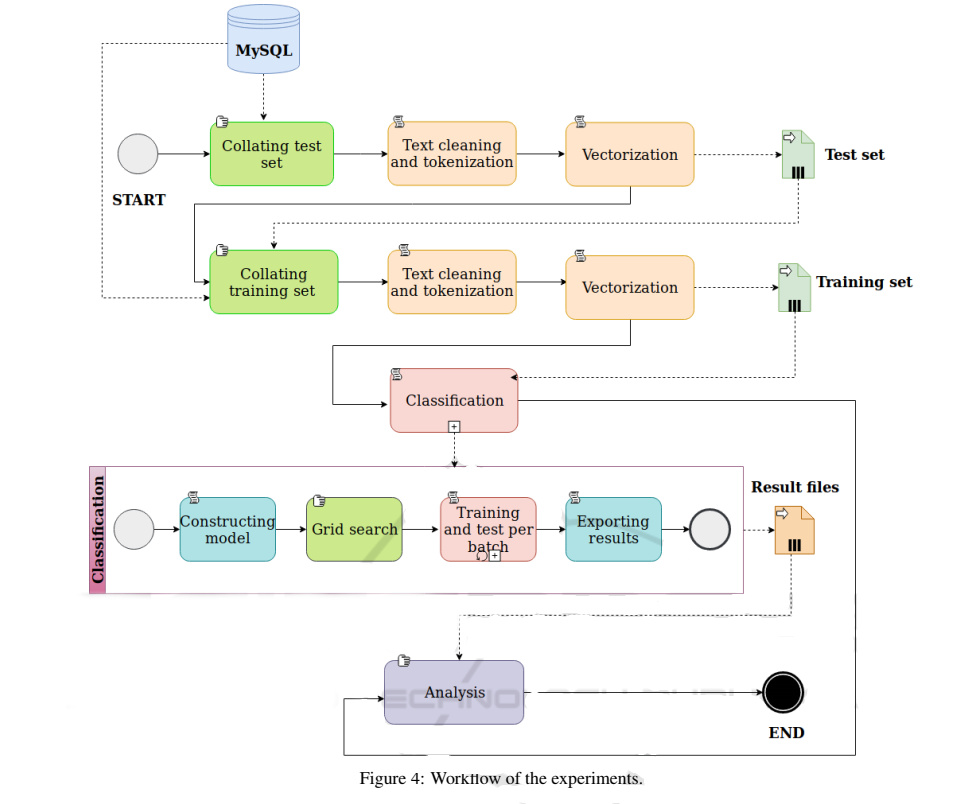 MySQL
Collating test
set
Text cleaning
and tokenization
Vectorization
Test set
START
Collating
training set
Text cleaning
and tokenization
Vectorization
Training set
Classification
Classification
Constructing
model
Grid search
Training
and test per
batch
Exporting
results
Result files
Analysis
END
Figure 4: Workflow of the experiments.